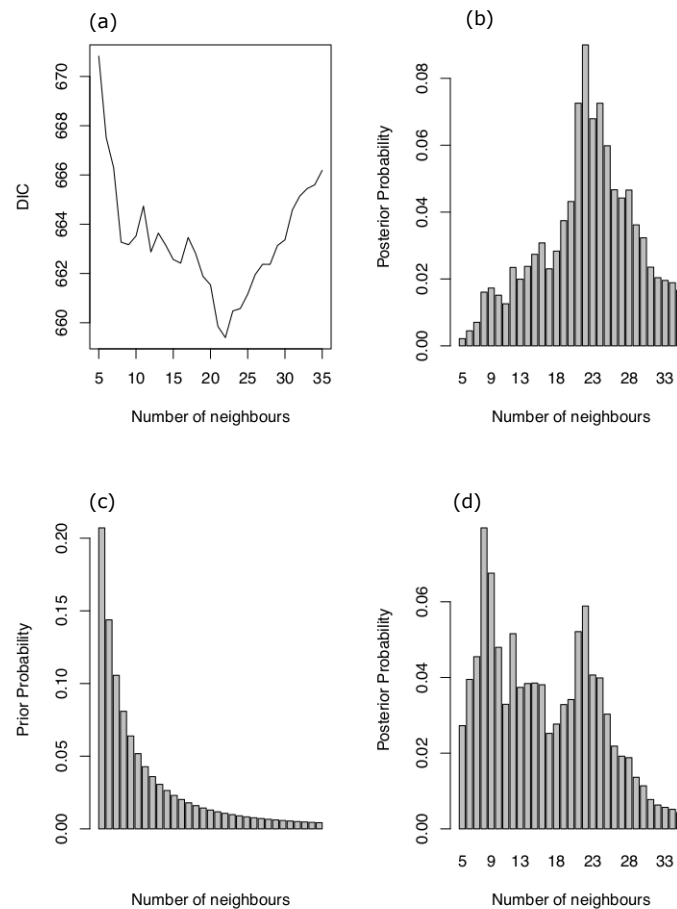 (a)
DIC
670
668
666
664
662
660
5 10 15 20 25 30 35
Number of neighbours
(b)
Posterior Probability
0.08
0.06
0.04
0.02
0.00
5 9 13 18 23 28 33
Number of neighbours
(c)
Prior Probability
0.20
0.15
0.10
0.05
0.00
Number of neighbours
(d)
Posterior Probability
0.06
0.04
0.02
0.00
5 9 13 18 23 28 33
Number of neighbours